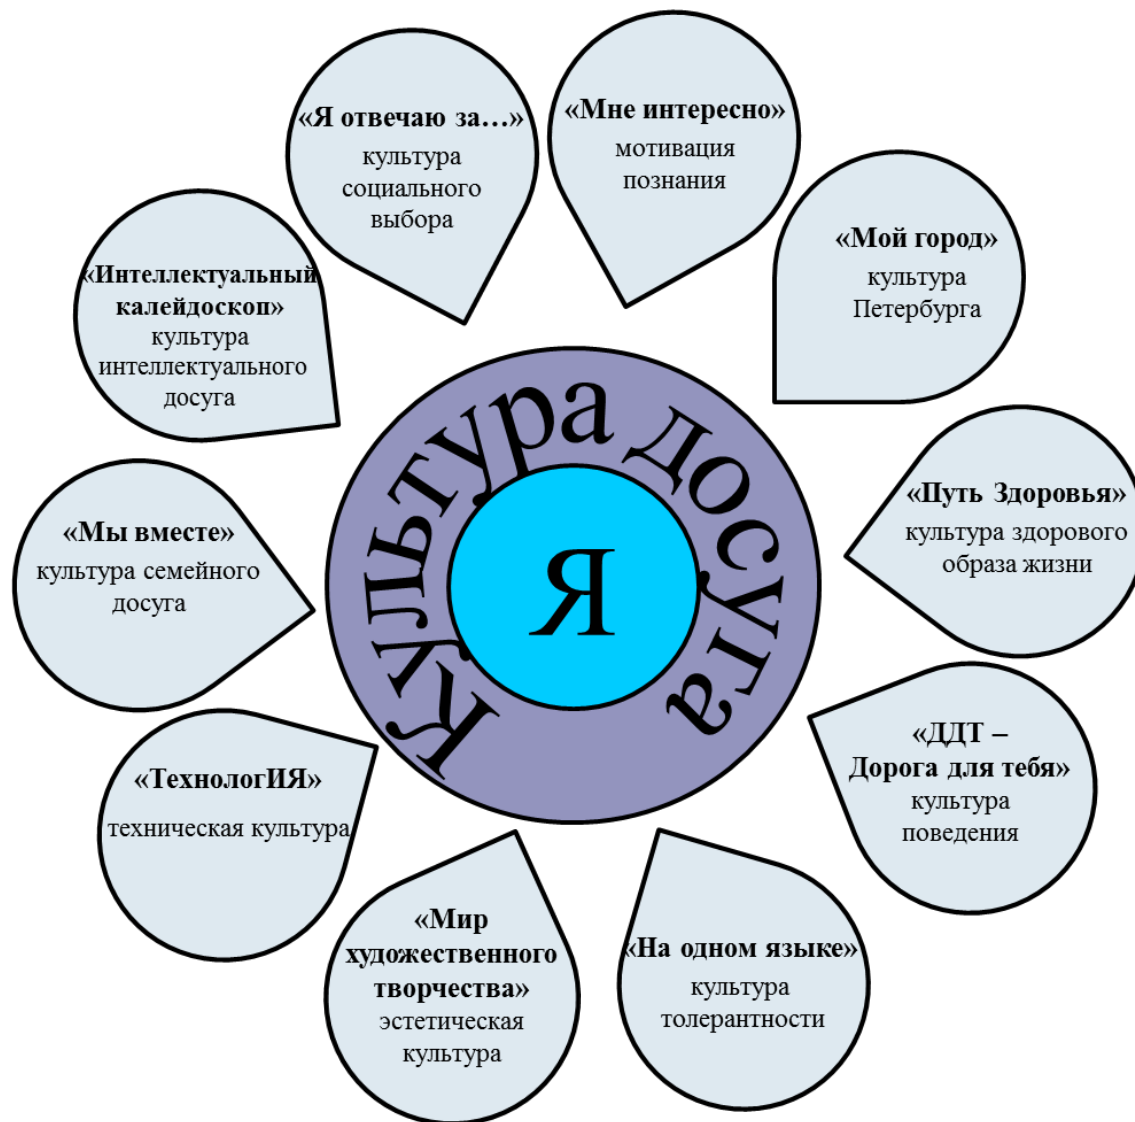 «Я отвечаю за…»
культура
социального
выбора
«Мне интересно»
мотивация
познания
«Мой город»
культура
Петербурга
«Путь Здоровья»
культура здорового
образа жизни
«ДДТ –
Дорога для тебя»
культура
поведения
«На одном языке»
культура
толерантности
«Мир
художественного
творчества»
эстетическая
культура
«ТехнологИЯ»
техническая культура
«Мы вместе»
культура семейного
досуга
«Интеллектуальный
калейдоскоп»
культура
интеллектуального
досуга
Культура досуга
Я